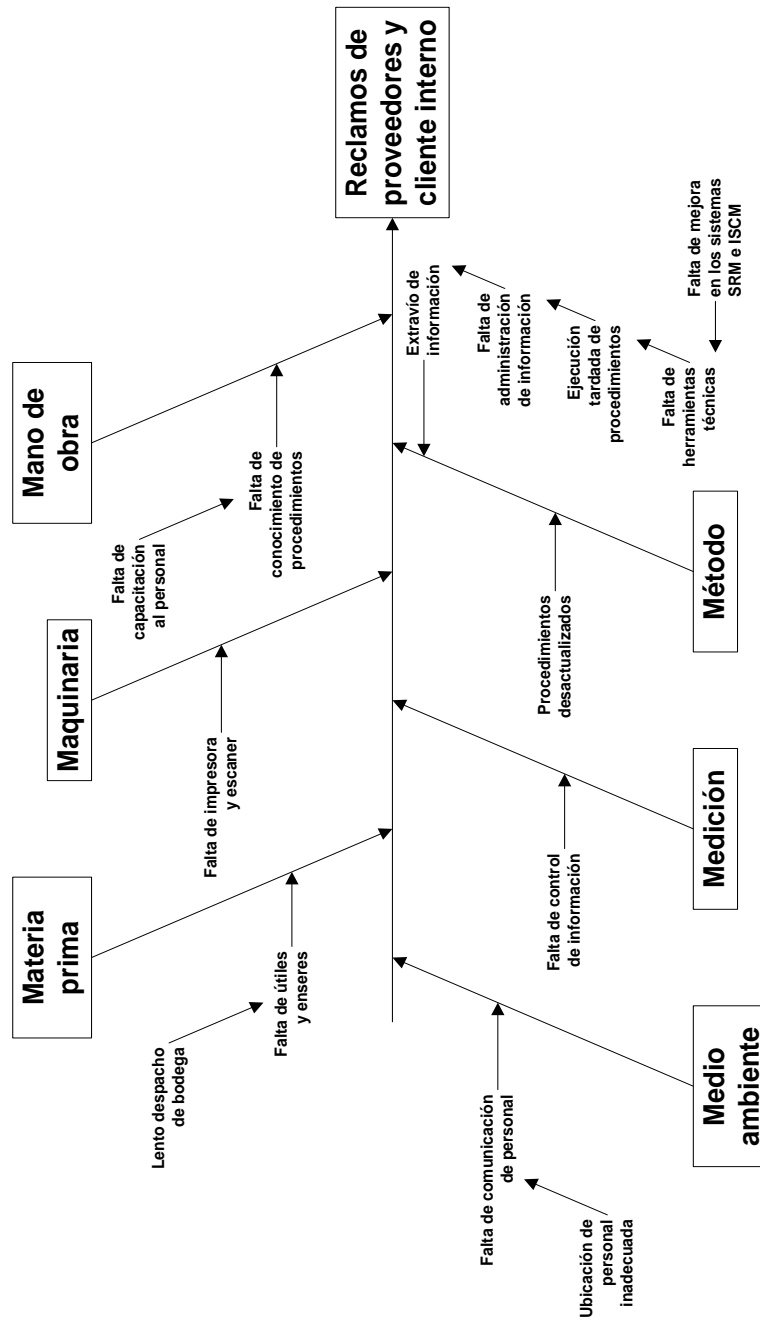 Materia
prima
Maquinaria
Mano de
obra
Lento despacho
de bodega
Falta de útiles
y enseres
Falta de impresora
y escaner
Falta de
capacitación
al personal
Falta de
conocimiento de
procedimientos
Reclamos de
proveedores y
cliente interno
Falta de comunicación
de personal
Ubicación de
personal
inadecuada
Falta de control
de información
Procedimientos
desactualizados
Extravío de
información
Falta de
administración
de información
Ejecución
tardada de
procedimientos
Falta de
herramientas
técnicas
Falta de mejora
en los sistemas
SRM e ISCM
Medio
ambiente
Medición
Método